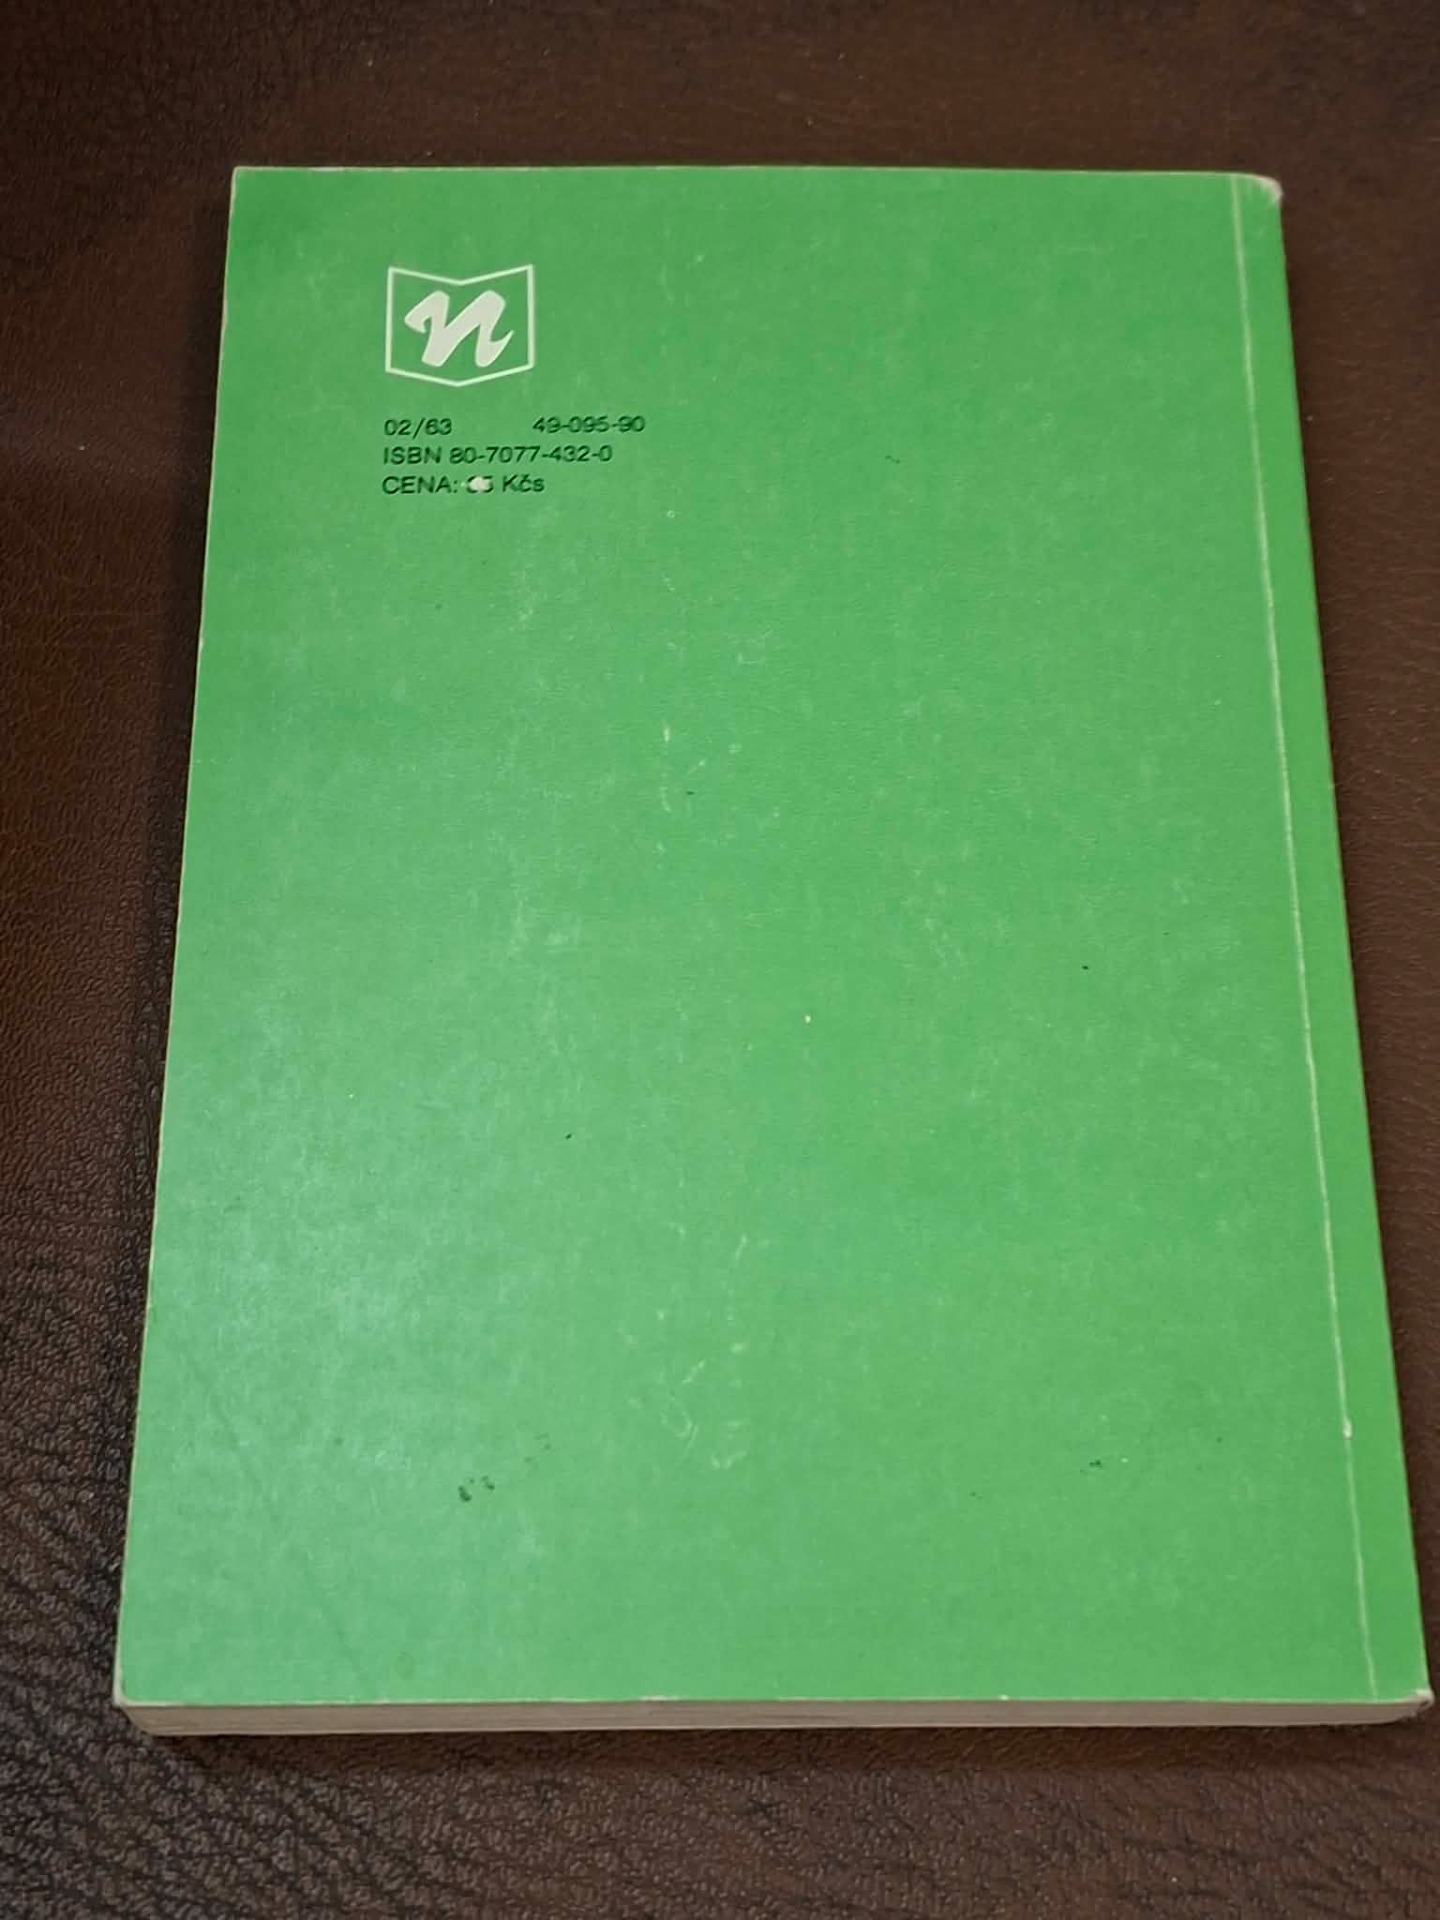 n
02/63 49-095-90
ISBN 80-7077-432-0
CENA: Kčs